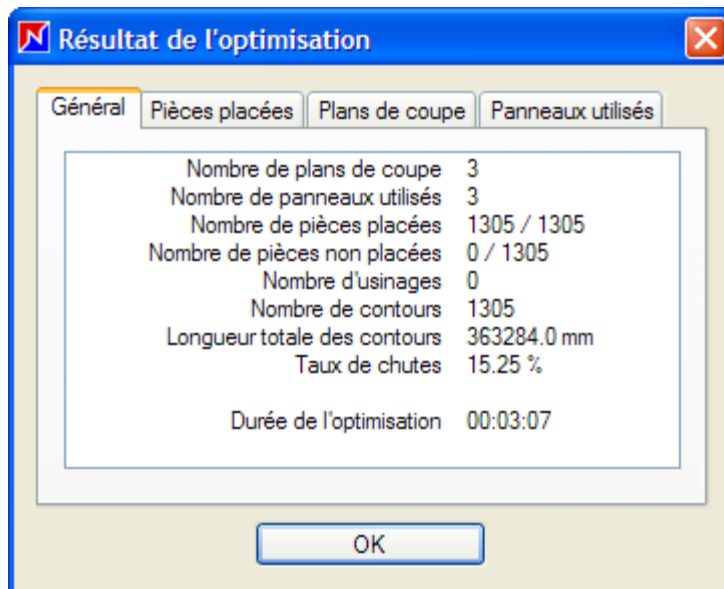 Résultat de l'optimisation
Général Pièces placées Plans de coupe Panneaux utilisés
Nombre de plans de coupe 3
Nombre de panneaux utilisés 3
Nombre de pièces placées 1305 / 1305
Nombre de pièces non placées 0 / 1305
Nombre d'usinages 0
Nombre de contours 1305
Longueur totale des contours 363284.0 mm
Taux de chutes 15.25 %
Durée de l'optimisation 00:03:07
OK